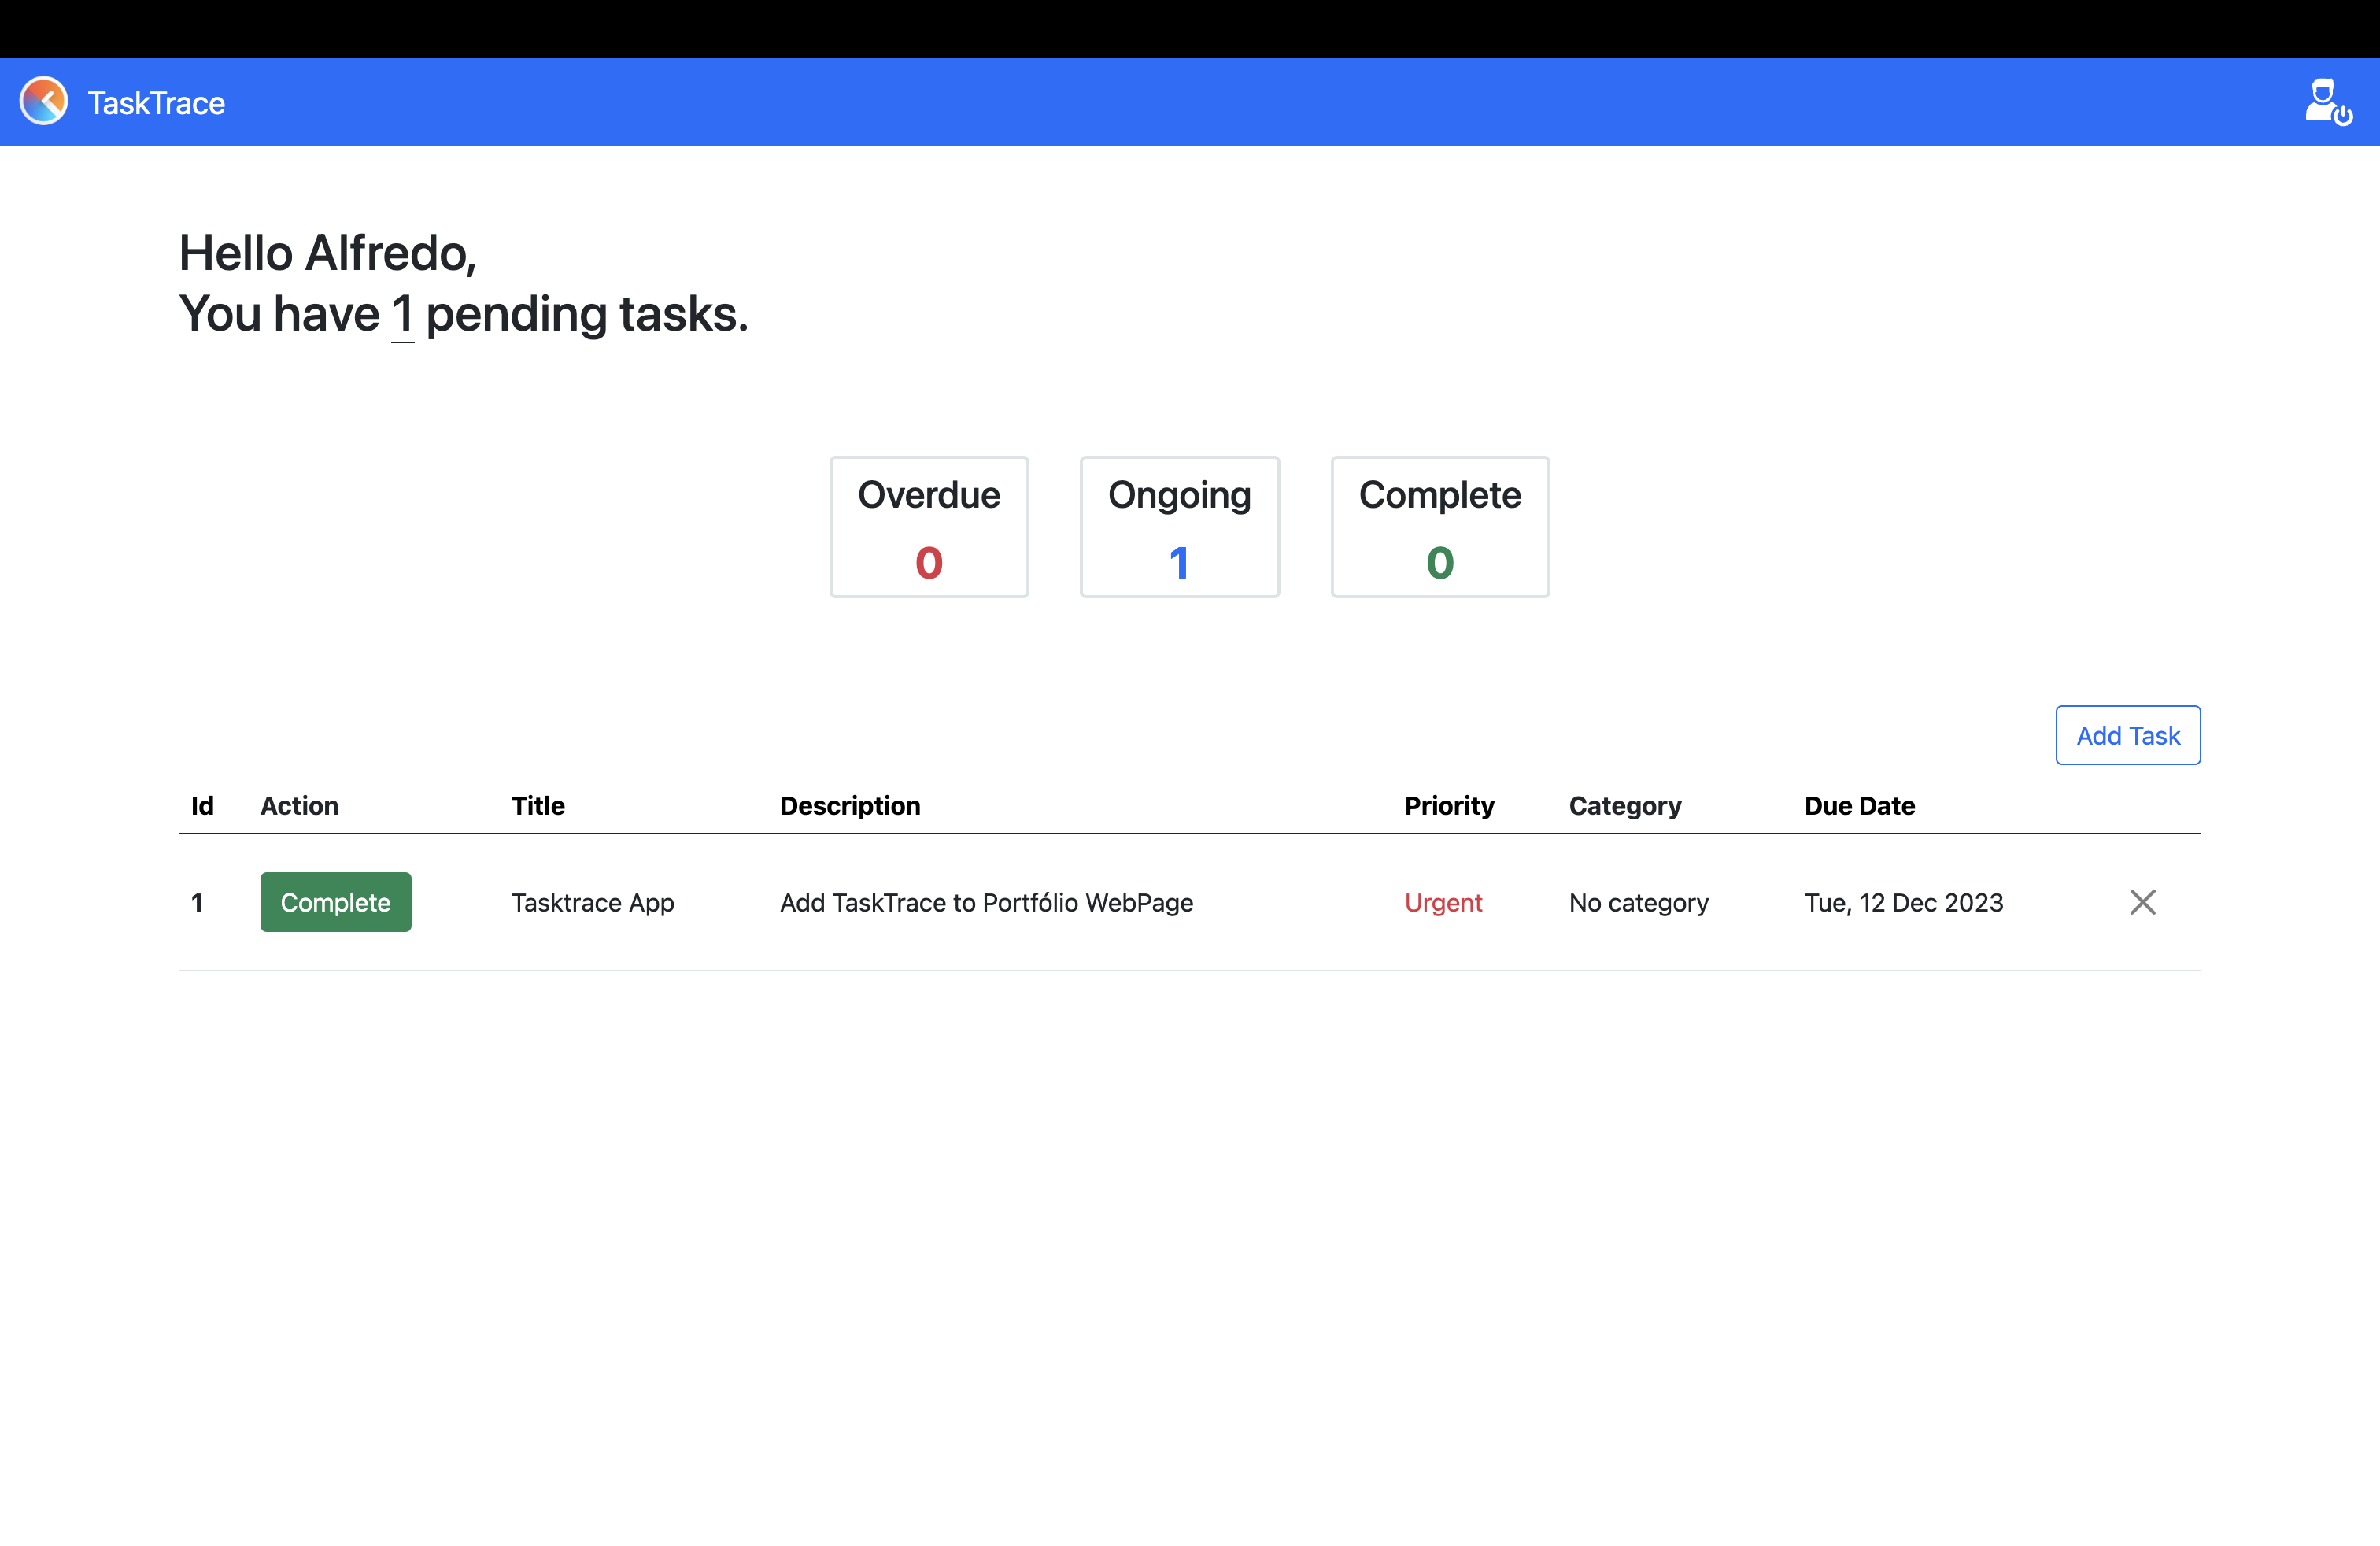 TaskTrace
Hello Alfredo,
You have 1 pending tasks.
Overdue Ongoing Complete
0 1 0
Add Task
Id Action Title Description Priority Category Due Date
1 Complete Tasktrace App Add TaskTrace to Portfólio WebPage Urgent No category Tue, 12 Dec 2023